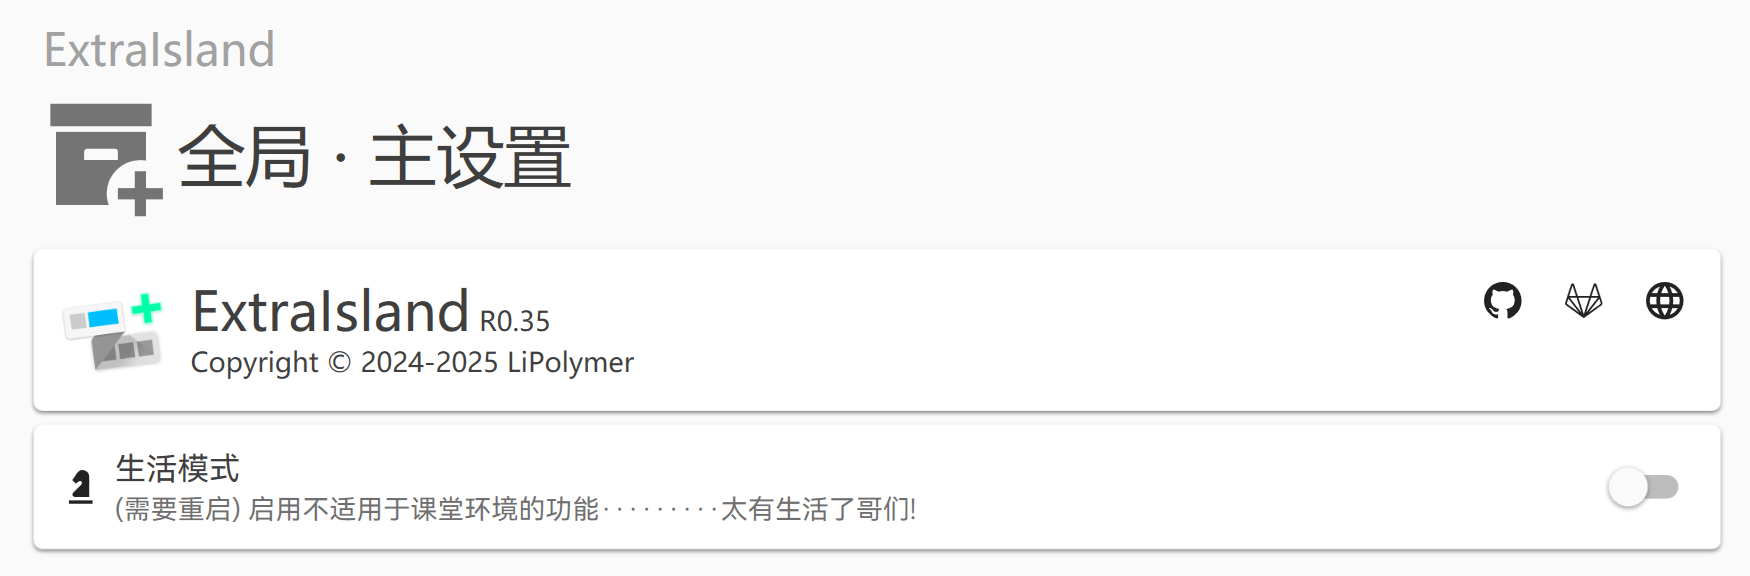 ExtraIsland
全局 · 主设置
ExtraIsland R0.35
Copyright © 2024-2025 LiPolymer
生活模式
(需要重启) 启用不适用于课堂环境的功能·········太有生活了哥们!